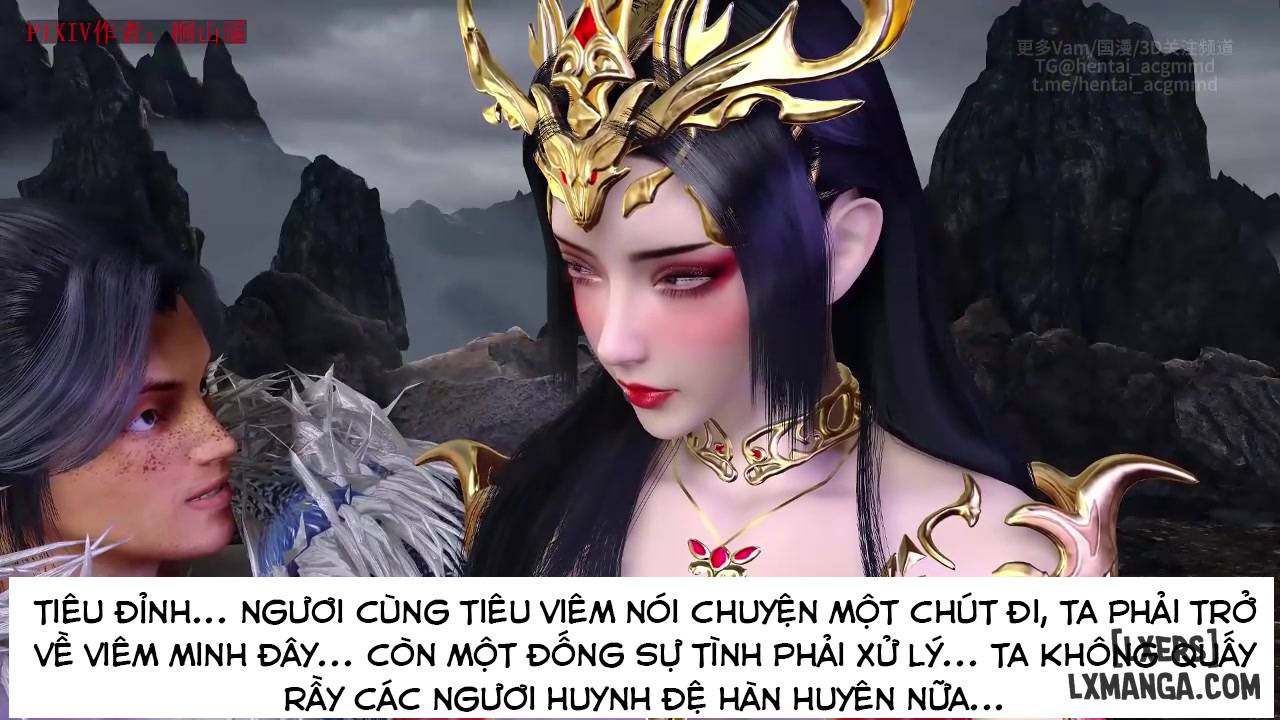 PiXIV作者：桐山遥
更多Vam/国漫/3D关注频道
TG@hentai_acgmmd
t.me/hentai_acgmmd
TIÊU ĐỈNH... NGƯƠI CÙNG TIÊU VIÊM NÓI CHUYỆN MỘT CHÚT ĐI, TA PHẢI TRỞ
VỀ VIÊM MINH ĐÂY... CÒN MỘT ĐỐNG SỰ TÌNH PHẢI XỬ LÝ... TA KHÔNG QUẤY
RẦY CÁC NGƯƠI HUYNH ĐỆ HÀN HUYÊN NỮA...
[LXERS]
LXMANGA.COM